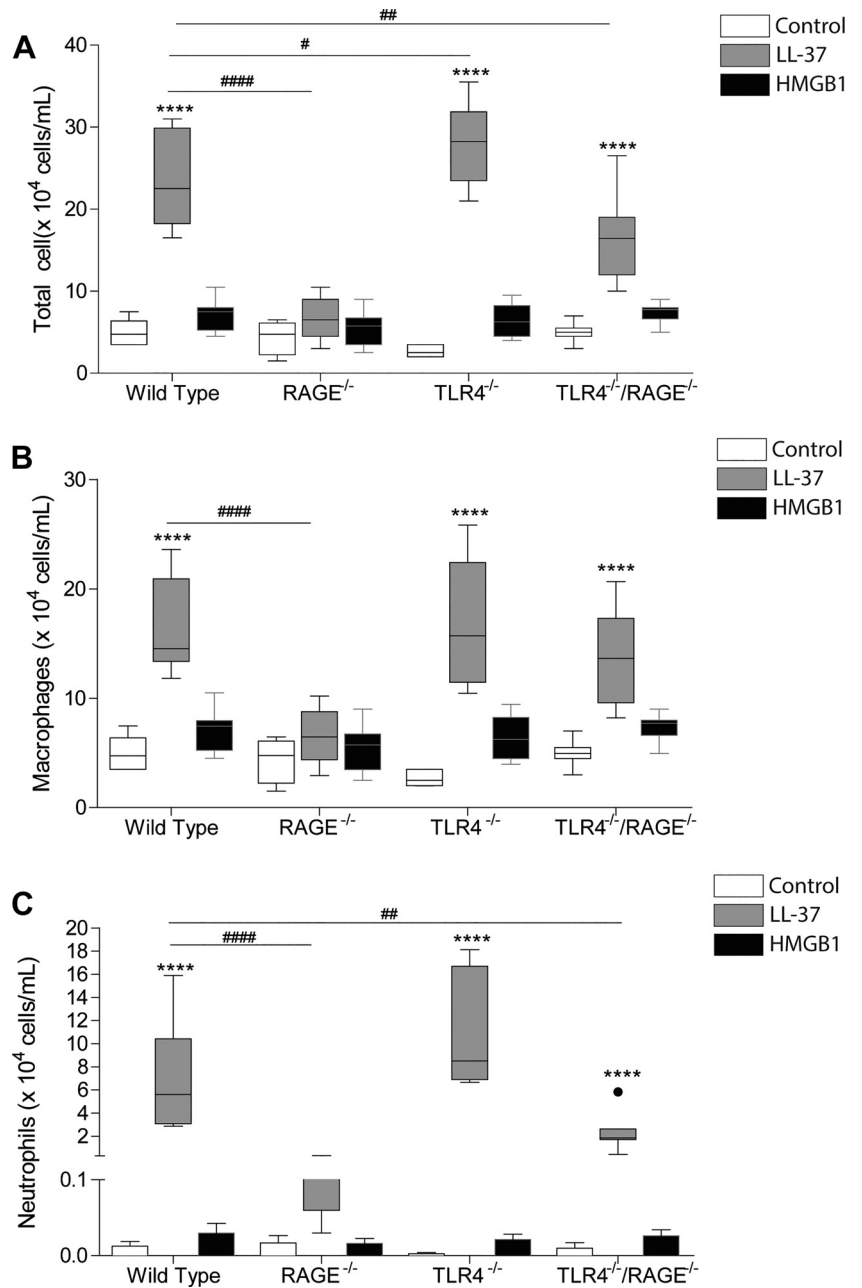 ##
Control
A
40
#
LL-37
####
****
****
HMGB1
30
****
20
10
0
Total cell(x 10⁴ cells/mL)
Wild Type
RAGE⁻/⁻
TLR4⁻/⁻
TLR4⁻/⁻/RAGE⁻/⁻
B
Control
30
LL-37
####
****
****
HMGB1
****
20
10
0
Macrophages (x 10⁴ cells/mL)
Wild Type
RAGE ⁻/⁻
TLR4 ⁻/⁻
TLR4⁻/⁻/RAGE⁻/⁻
C
Control
##
LL-37
20
####
****
HMGB1
18
****
16
14
12
10
8
6
****
4
2
0.1
0.0
Neutrophils (x 10⁴ cells/mL)
Wild Type
RAGE⁻/⁻
TLR4 ⁻/⁻
TLR4⁻/⁻/RAGE⁻/⁻